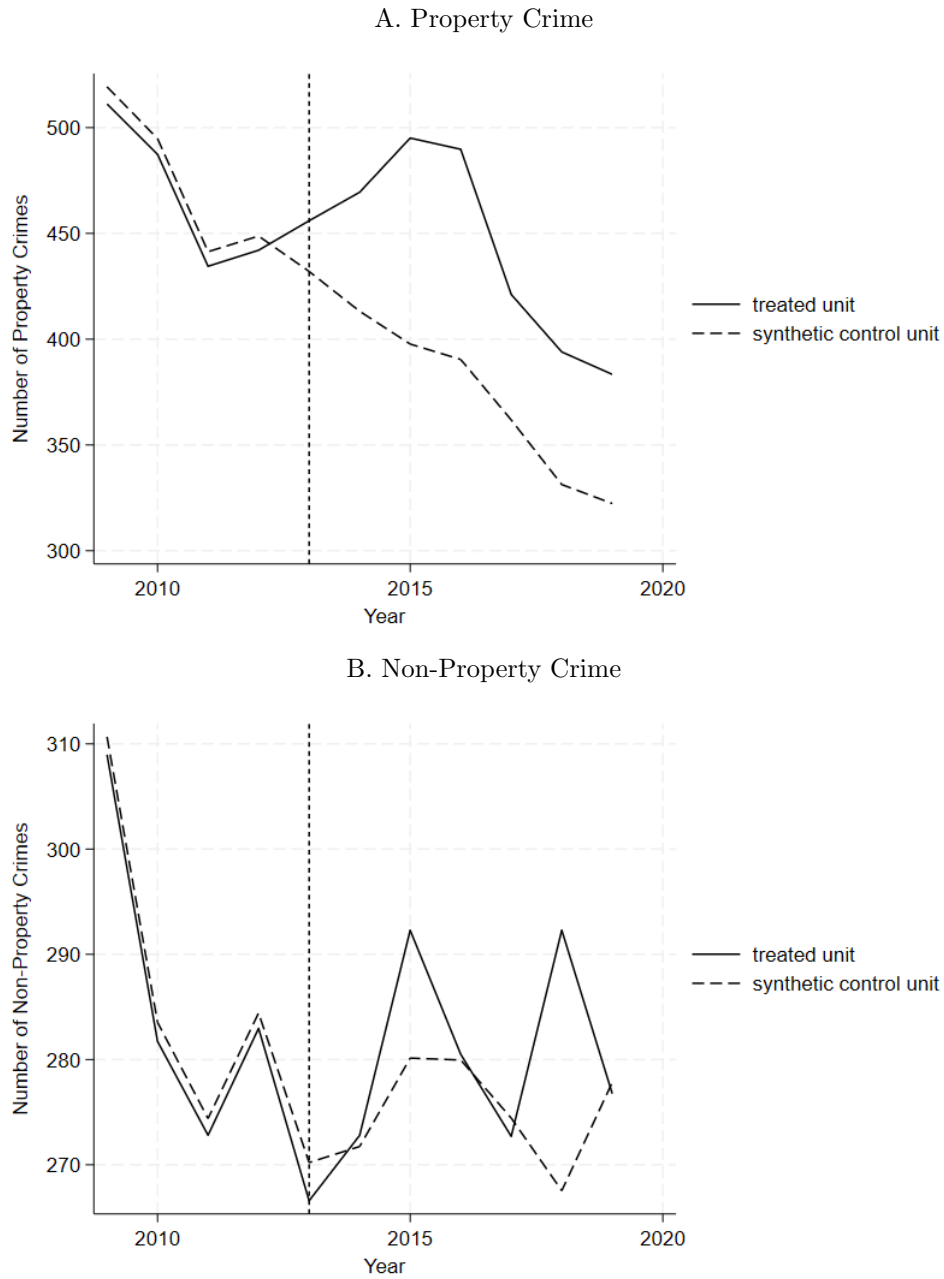 A. Property Crime
Number of Property Crimes
500
450
400
350
300
2010
2015
2020
Year
treated unit
synthetic control unit
B. Non-Property Crime
Number of Non-Property Crimes
310
300
290
280
270
2010
2015
2020
Year
treated unit
synthetic control unit